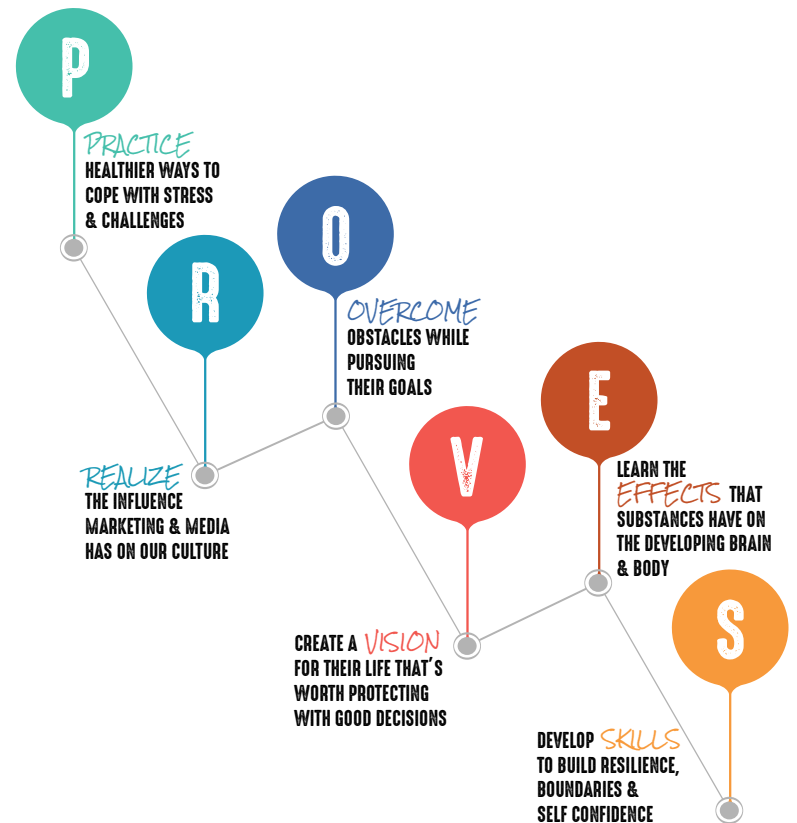 P
PRACTICE
HEALTHIER WAYS TO
COPE WITH STRESS
& CHALLENGES
R
REALIZE
THE INFLUENCE
MARKETING & MEDIA
HAS ON OUR CULTURE
O
OVERCOME
OBSTACLES WHILE
PURSUING
THEIR GOALS
V
CREATE A VISION
FOR THEIR LIFE THAT'S
WORTH PROTECTING
WITH GOOD DECISIONS
E
LEARN THE
EFFECTS THAT
SUBSTANCES HAVE ON
THE DEVELOPING BRAIN
& BODY
S
DEVELOP SKILLS
TO BUILD RESILIENCE,
BOUNDARIES &
SELF CONFIDENCE